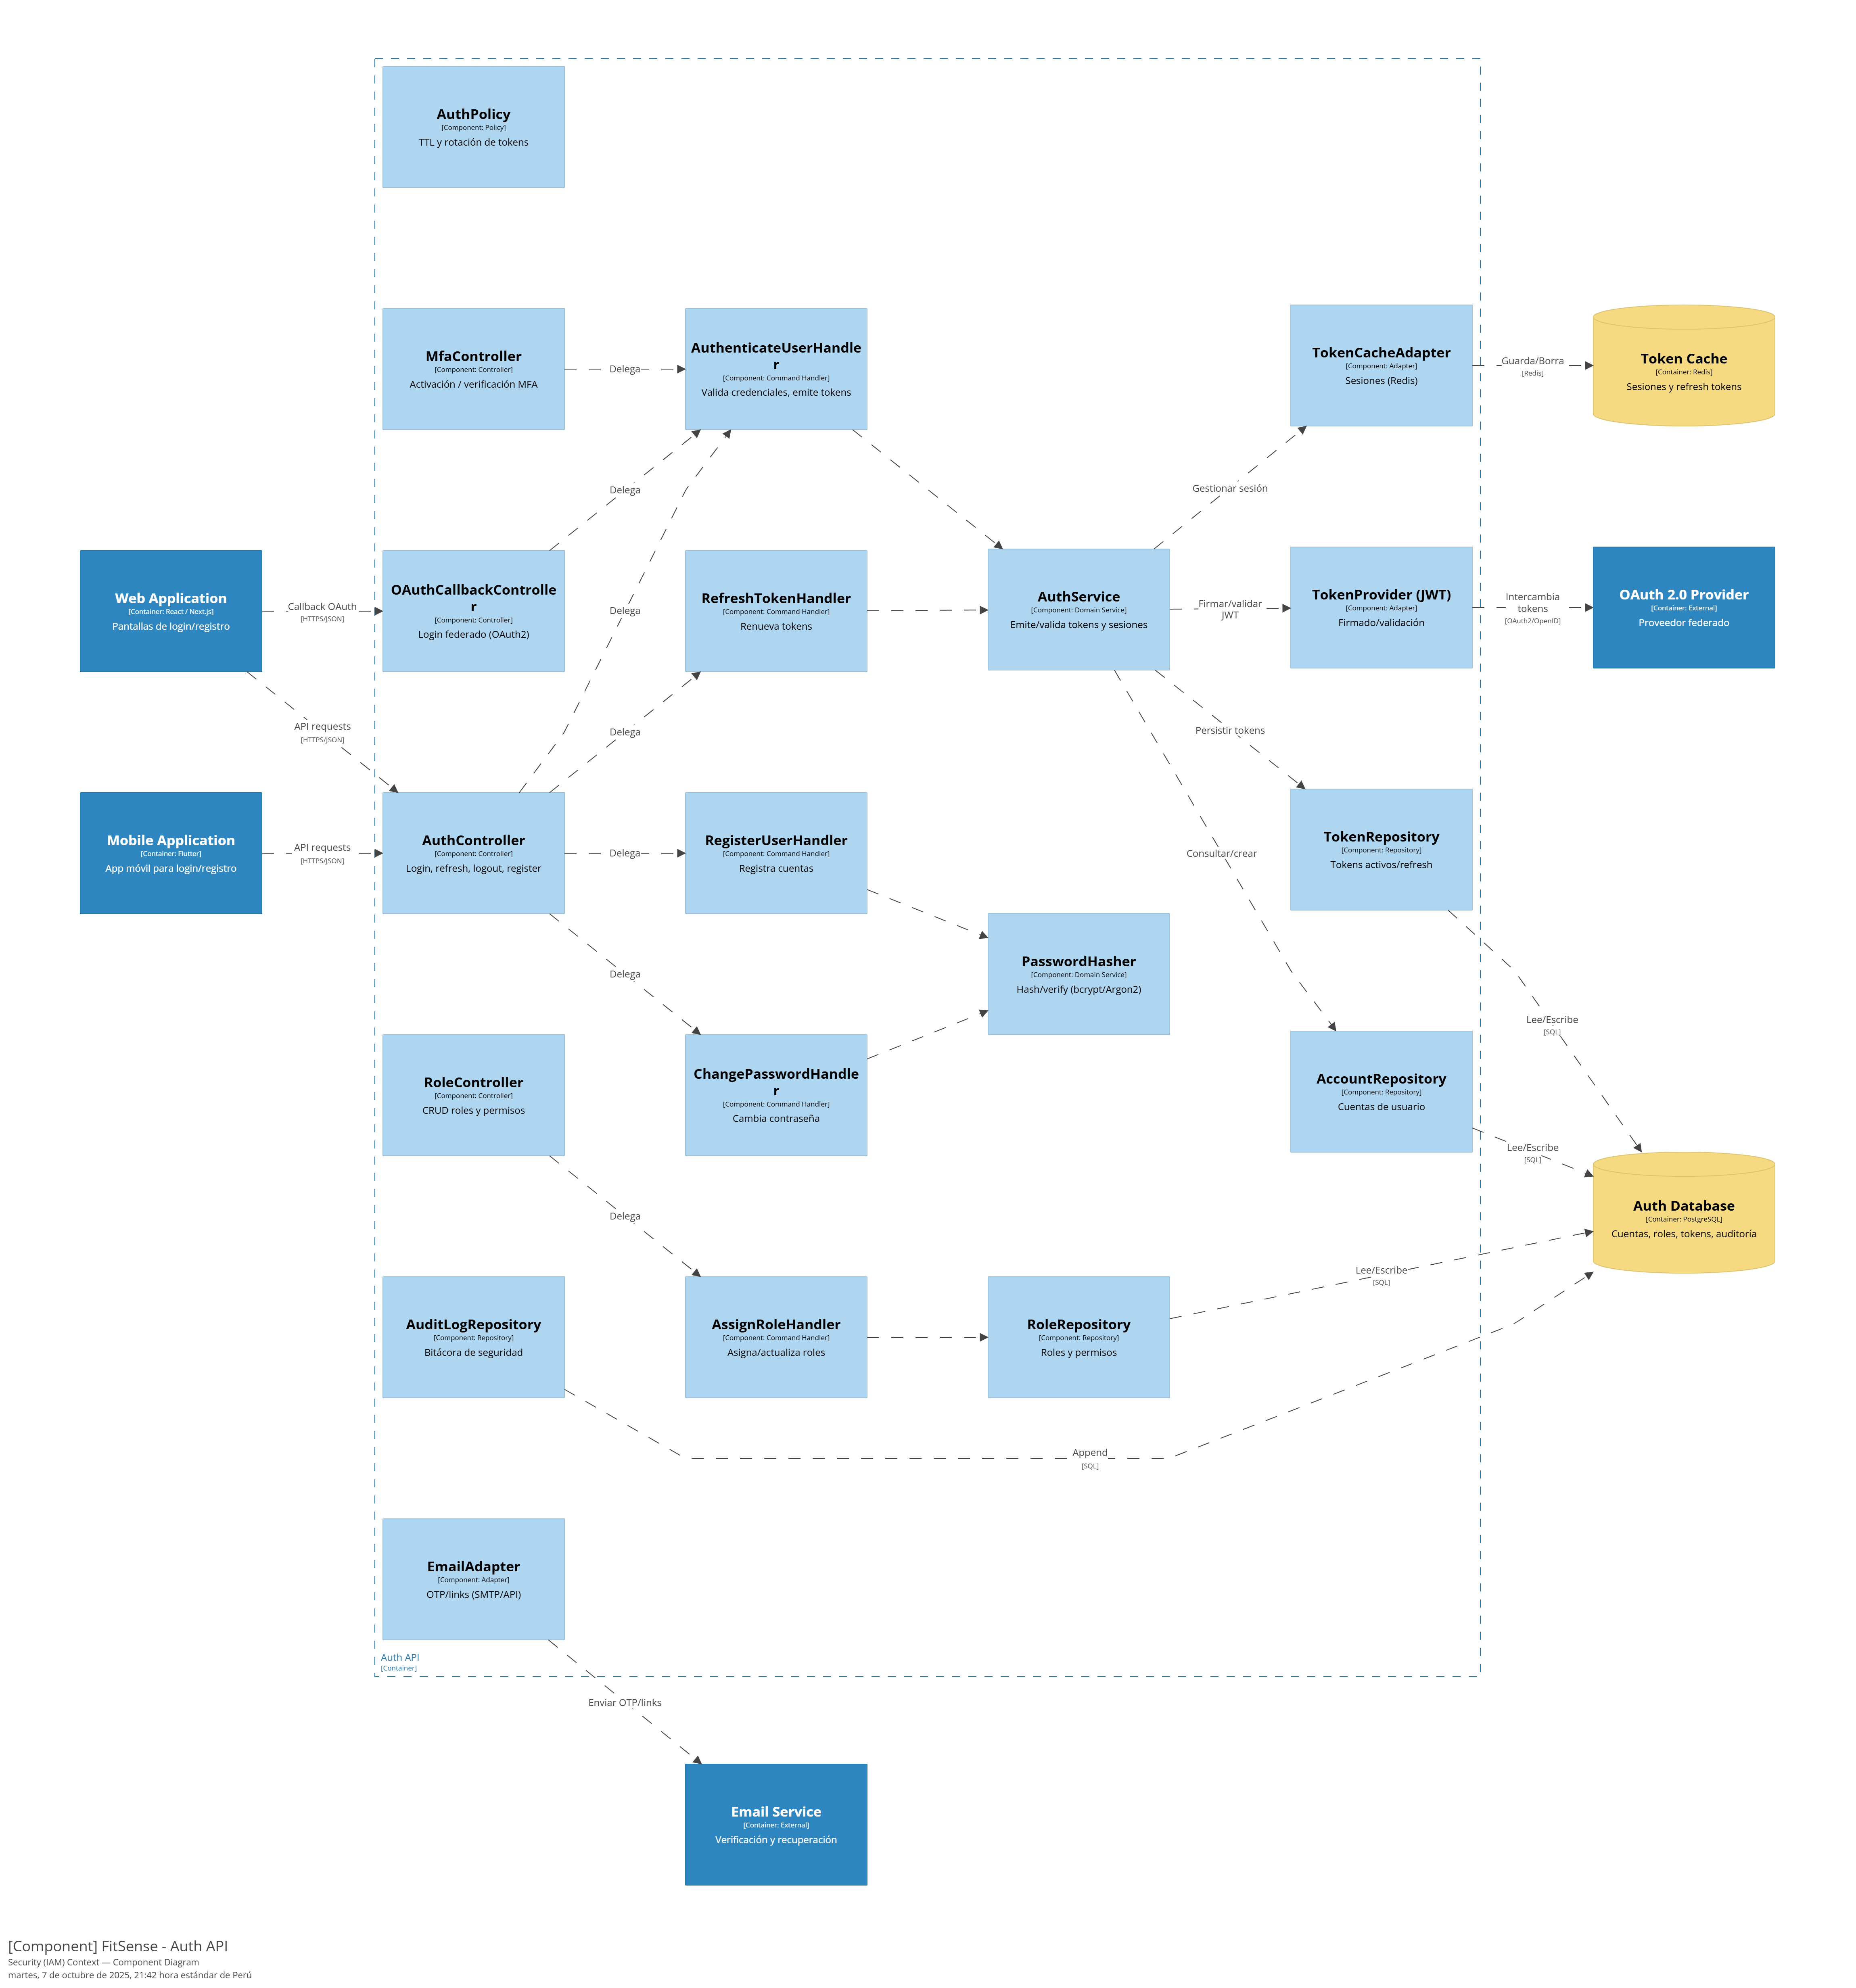 AuthPolicy
[Component: Policy]
TTL y rotación de tokens
MfaController
[Component: Controller]
Activación / verificación MFA
Delega
AuthenticateUserHandle
r
[Component: Command Handler]
Valida credenciales, emite tokens
TokenCacheAdapter
[Component: Adapter]
Sesiones (Redis)
Guarda/Borra
[Redis]
Token Cache
[Container: Redis]
Sesiones y refresh tokens
Delega
Gestionar sesión
Web Application
[Container: React / Next.js]
Pantallas de login/registro
Callback OAuth
[HTTPS/JSON]
OAuthCallbackControlle
r
[Component: Controller]
Login federado (OAuth2)
Delega
RefreshTokenHandler
[Component: Command Handler]
Renueva tokens
AuthService
[Component: Domain Service]
Emite/valida tokens y sesiones
Firmar/validar
JWT
TokenProvider (JWT)
[Component: Adapter]
Firmado/validación
Intercambia
tokens
[OAuth2/OpenID]
OAuth 2.0 Provider
[Container: External]
Proveedor federado
API requests
[HTTPS/JSON]
Delega
Persistir tokens
Mobile Application
[Container: Flutter]
App móvil para login/registro
API requests
[HTTPS/JSON]
AuthController
[Component: Controller]
Login, refresh, logout, register
Delega
RegisterUserHandler
[Component: Command Handler]
Registra cuentas
Consultar/crear
TokenRepository
[Component: Repository]
Tokens activos/refresh
Delega
PasswordHasher
[Component: Domain Service]
Hash/verify (bcrypt/Argon2)
Lee/Escribe
[SQL]
RoleController
[Component: Controller]
CRUD roles y permisos
ChangePasswordHandle
r
[Component: Command Handler]
Cambia contraseña
AccountRepository
[Component: Repository]
Cuentas de usuario
Lee/Escribe
[SQL]
Auth Database
[Container: PostgreSQL]
Cuentas, roles, tokens, auditoría
Delega
Lee/Escribe
[SQL]
AuditLogRepository
[Component: Repository]
Bitácora de seguridad
AssignRoleHandler
[Component: Command Handler]
Asigna/actualiza roles
RoleRepository
[Component: Repository]
Roles y permisos
Append
[SQL]
EmailAdapter
[Component: Adapter]
OTP/links (SMTP/API)
Auth API
[Container]
Enviar OTP/links
Email Service
[Container: External]
Verificación y recuperación
[Component] FitSense - Auth API
Security (IAM) Context — Component Diagram
martes, 7 de octubre de 2025, 21:42 hora estándar de Perú